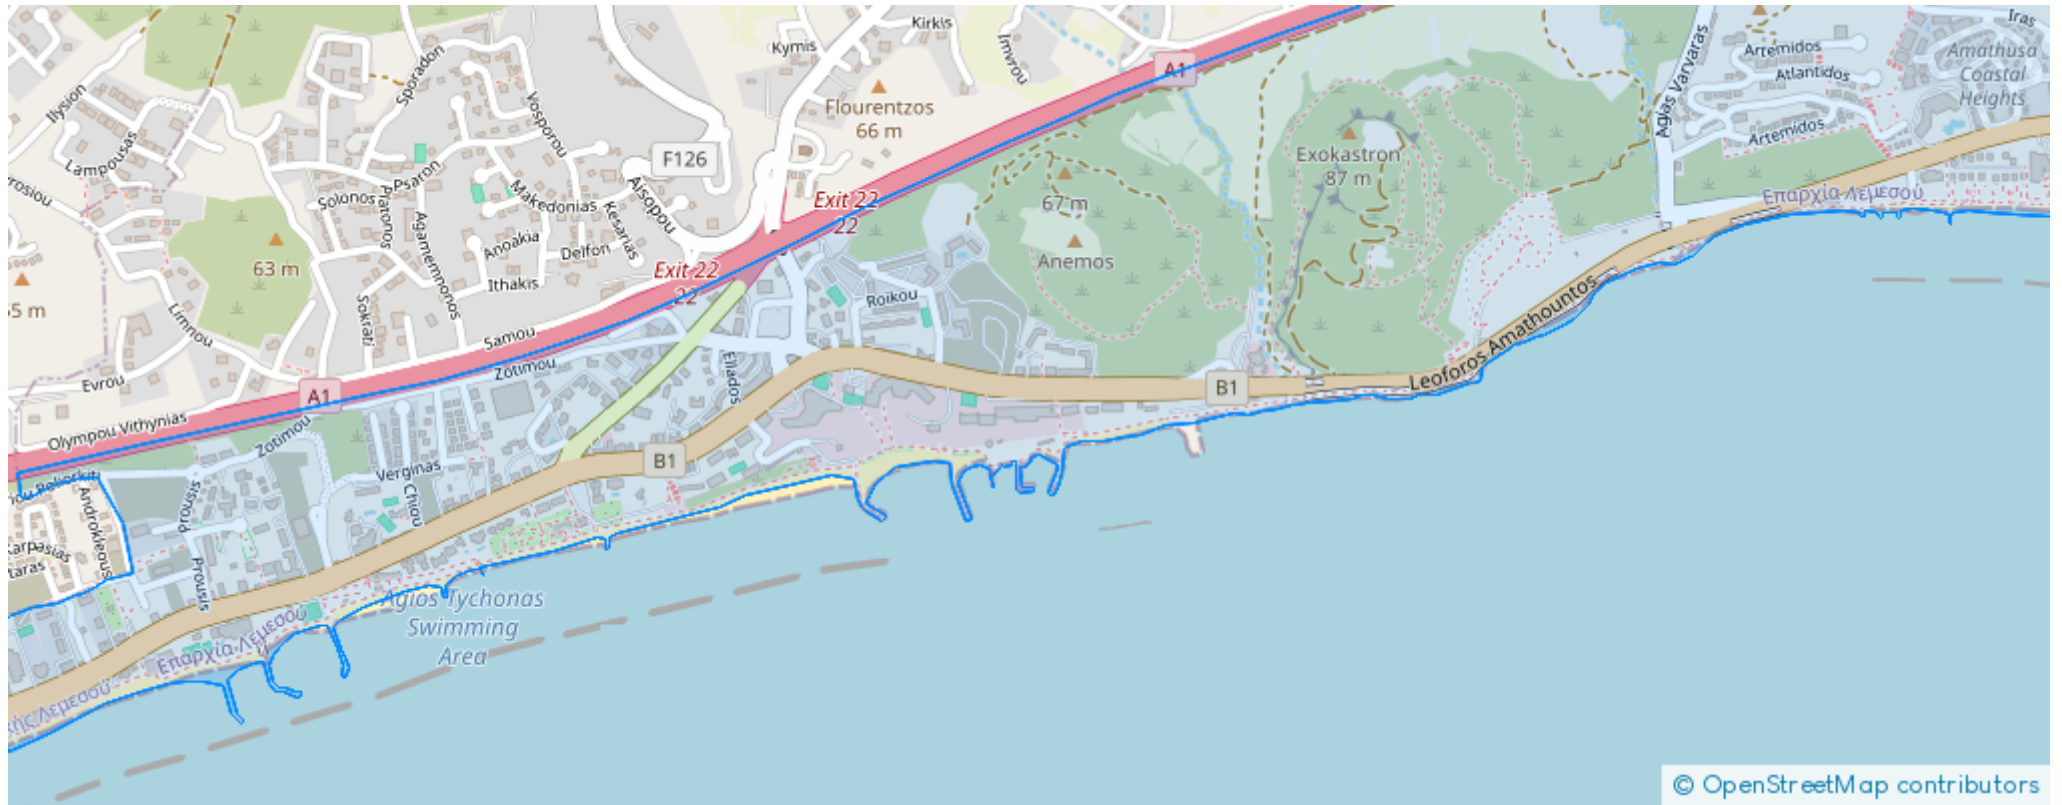 Kirkis
Iras
Kymis
Imvrou
Artemidos
Amathusa
Coastal
Heights
Sporadon
A1
Atlantidos
Ilysion
Vosporou
Flourentzos
66 m
Agias Varvaras
Artemidos
Lampousas
F126
Exokastron
87 m
Psaron
Aisopou
Makedonias
Solonos
Platonos
Exit 22
22
67 m
Επαρχία Λεμεσού
Agamemnonos
Kesarias
Anoakia
Delfon
63 m
Anemos
Exit 22
22
Ithakis
Roikou
5 m
Sokrati
Limnou
Samou
Leoforos Amathountos
Zotimou
Ellados
Evrou
A1
B1
Olympou Vithynias
Zotimou
B1
Verginas
Chiou
Androkleous
Prousis
Karpasias
taras
Prousis
Agios Tychonas
Swimming
Area
Επαρχία Λεμεσού
κής Λεμεσού
© OpenStreetMap contributors